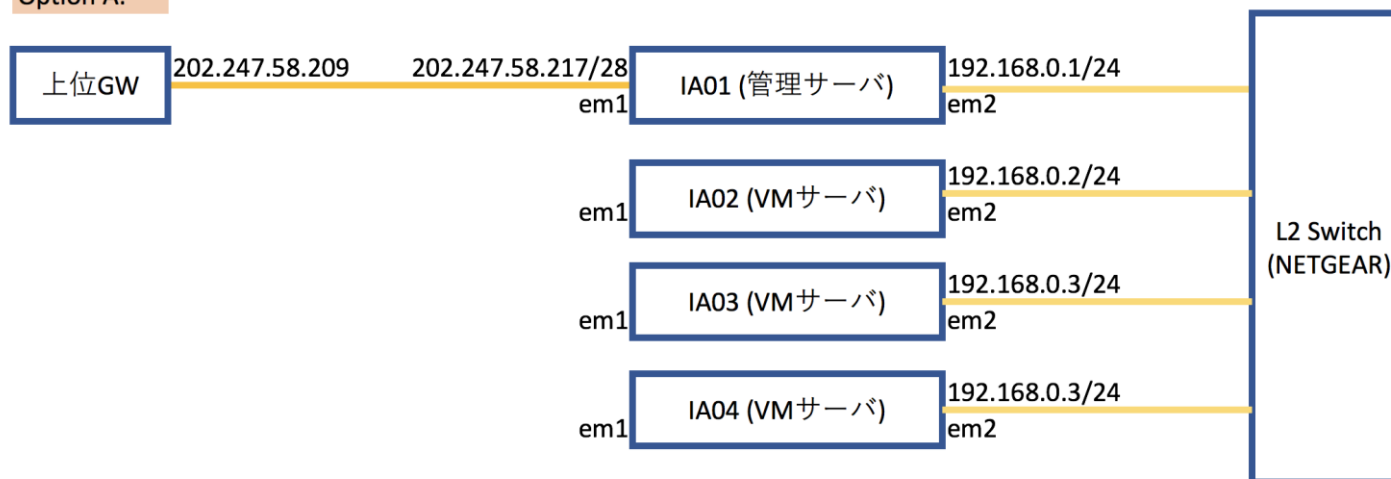 Option A:
上位GW
202.247.58.209
202.247.58.217/28
em1
IA01 (管理サーバ)
192.168.0.1/24
em2
em1
IA02 (VMサーバ)
192.168.0.2/24
em2
em1
IA03 (VMサーバ)
192.168.0.3/24
em2
em1
IA04 (VMサーバ)
192.168.0.3/24
em2
L2 Switch
(NETGEAR)